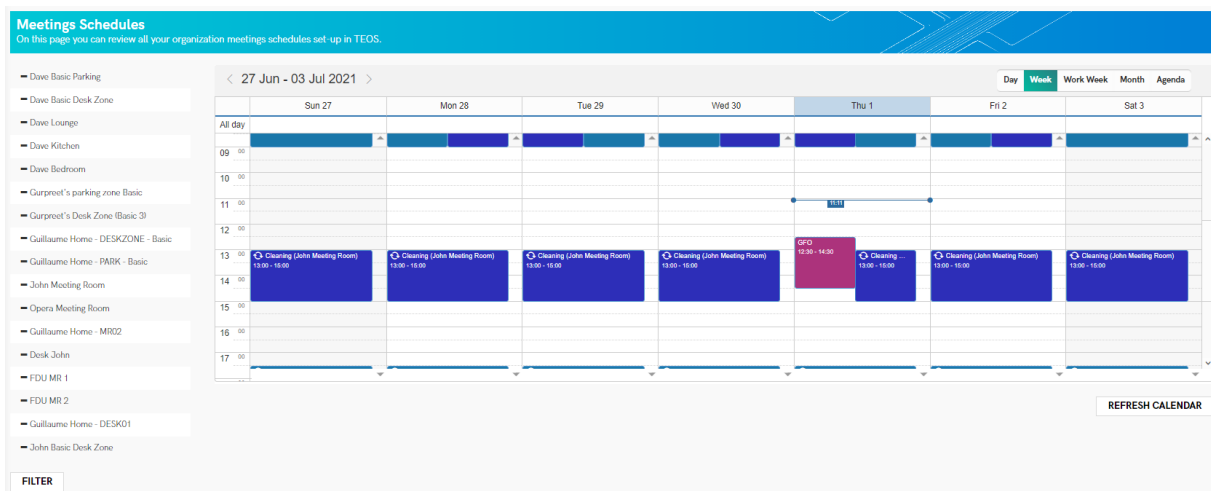 Meetings Schedules
On this page you can review all your organization meetings schedules set-up in TEOS.
Dave Basic Parking
Dave Basic Desk Zone
Dave Lounge
Dave Kitchen
Dave Bedroom
Gurpreet's parking zone Basic
Gurpreet's Desk Zone (Basic 3)
Guillaume Home - DESKZONE - Basic
Guillaume Home - PARK - Basic
John Meeting Room
Opera Meeting Room
Guillaume Home - MR02
Desk John
FDU MR 1
FDU MR 2
Guillaume Home - DESK01
John Basic Desk Zone
FILTER
27 Jun - 03 Jul 2021
Day Week Work Week Month Agenda
Sun 27 Mon 28 Tue 29 Wed 30 Thu 1 Fri 2 Sat 3
All day
09 00
10 00
11 00
11:11
12 00
13 00
14 00
15 00
16 00
17 00
Cleaning (John Meeting Room)
13:00 - 15:00
Cleaning (John Meeting Room)
13:00 - 15:00
Cleaning (John Meeting Room)
13:00 - 15:00
Cleaning (John Meeting Room)
13:00 - 15:00
GFO
12:30 - 14:30
Cleaning ...
13:00 - 15:00
Cleaning (John Meeting Room)
13:00 - 15:00
Cleaning (John Meeting Room)
13:00 - 15:00
REFRESH CALENDAR